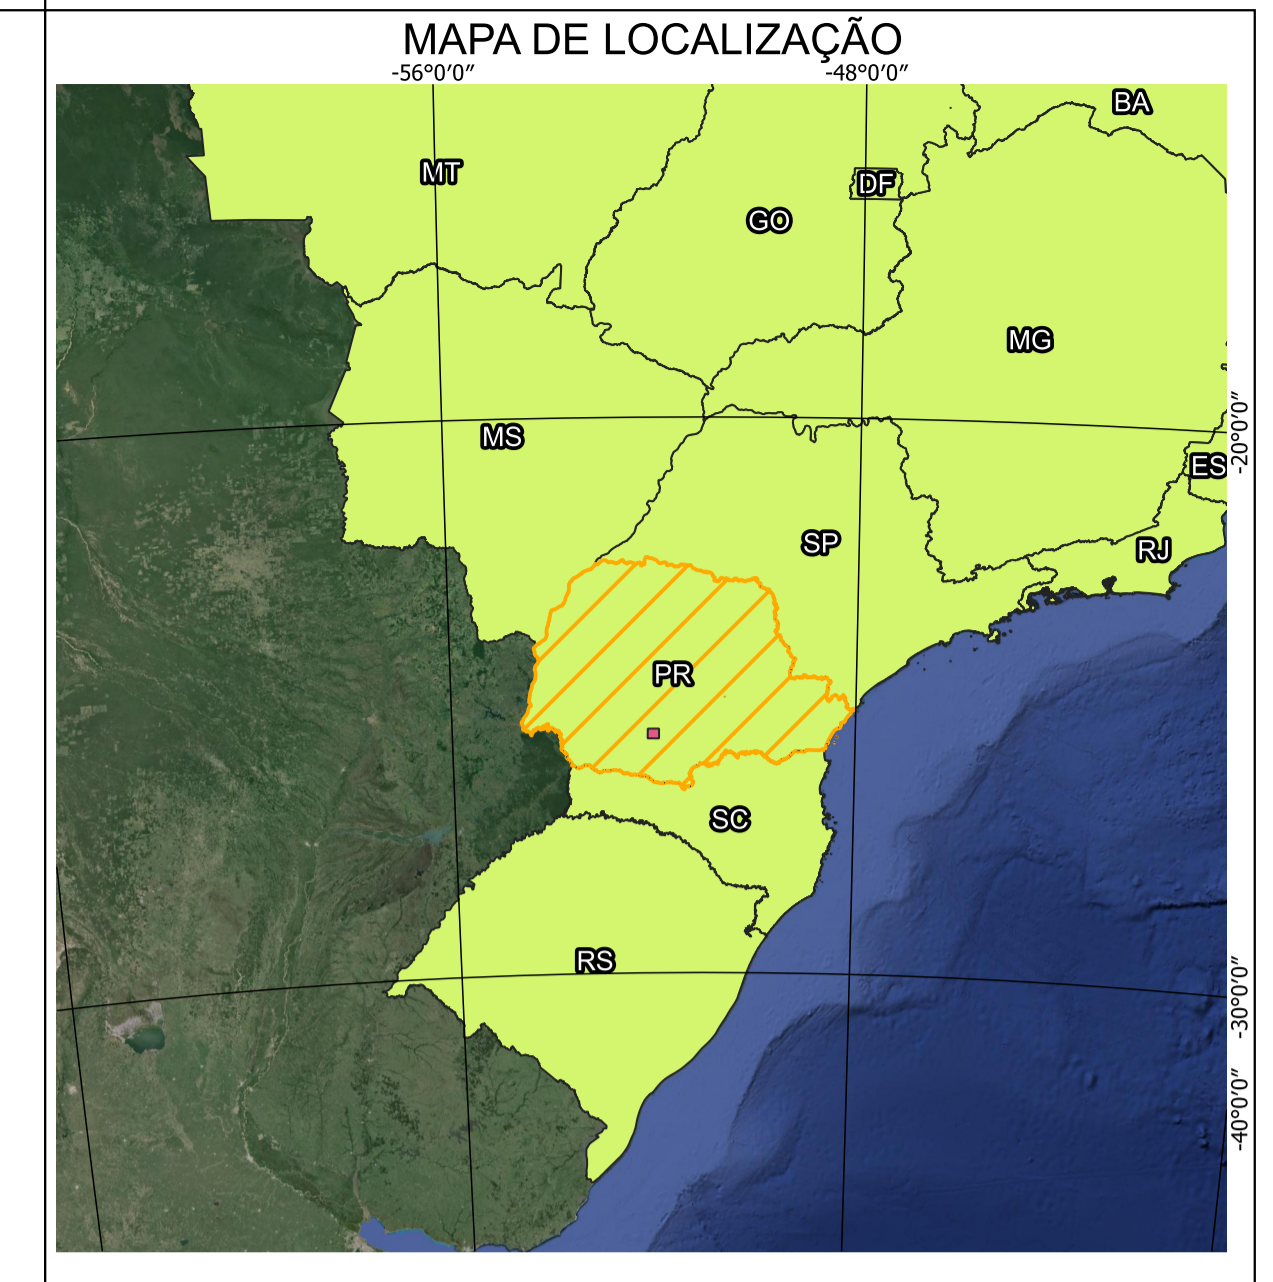 MAPA DE LOCALIZAÇÃO
-56°0′0″
-48°0′0″
BA
MT
DF
GO
MG
-20°0′0″
MS
ES
SP
RJ
PR
SC
RS
-30°0′0″
-40°0′0″